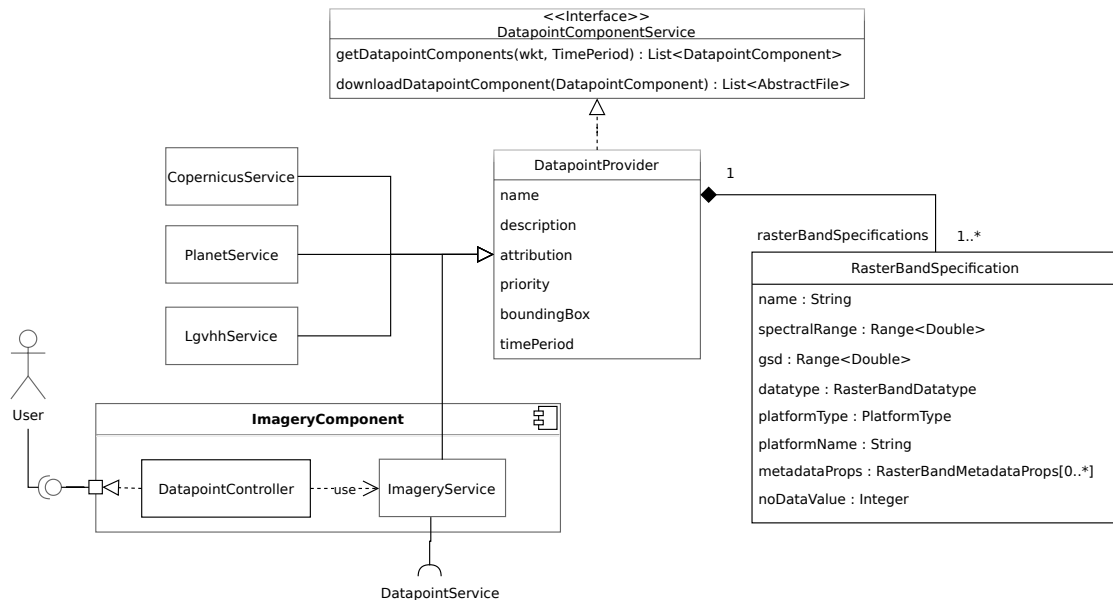 <<Interface>>
DatapointComponentService
getDatapointComponents(wkt, TimePeriod) : List<DatapointComponent>
downloadDatapointComponent(DatapointComponent) : List<AbstractFile>
DatapointProvider
name
description
attribution
priority
boundingBox
timePeriod
CopernicusService
PlanetService
LgvhhService
1
rasterBandSpecifications
1..*
RasterBandSpecification
name : String
spectralRange : Range<Double>
gsd : Range<Double>
datatype : RasterBandDatatype
platformType : PlatformType
platformName : String
metadataProps : RasterBandMetadataProps[0..*]
noDataValue : Integer
User
ImageryComponent
DatapointController
use
ImageryService
DatapointService